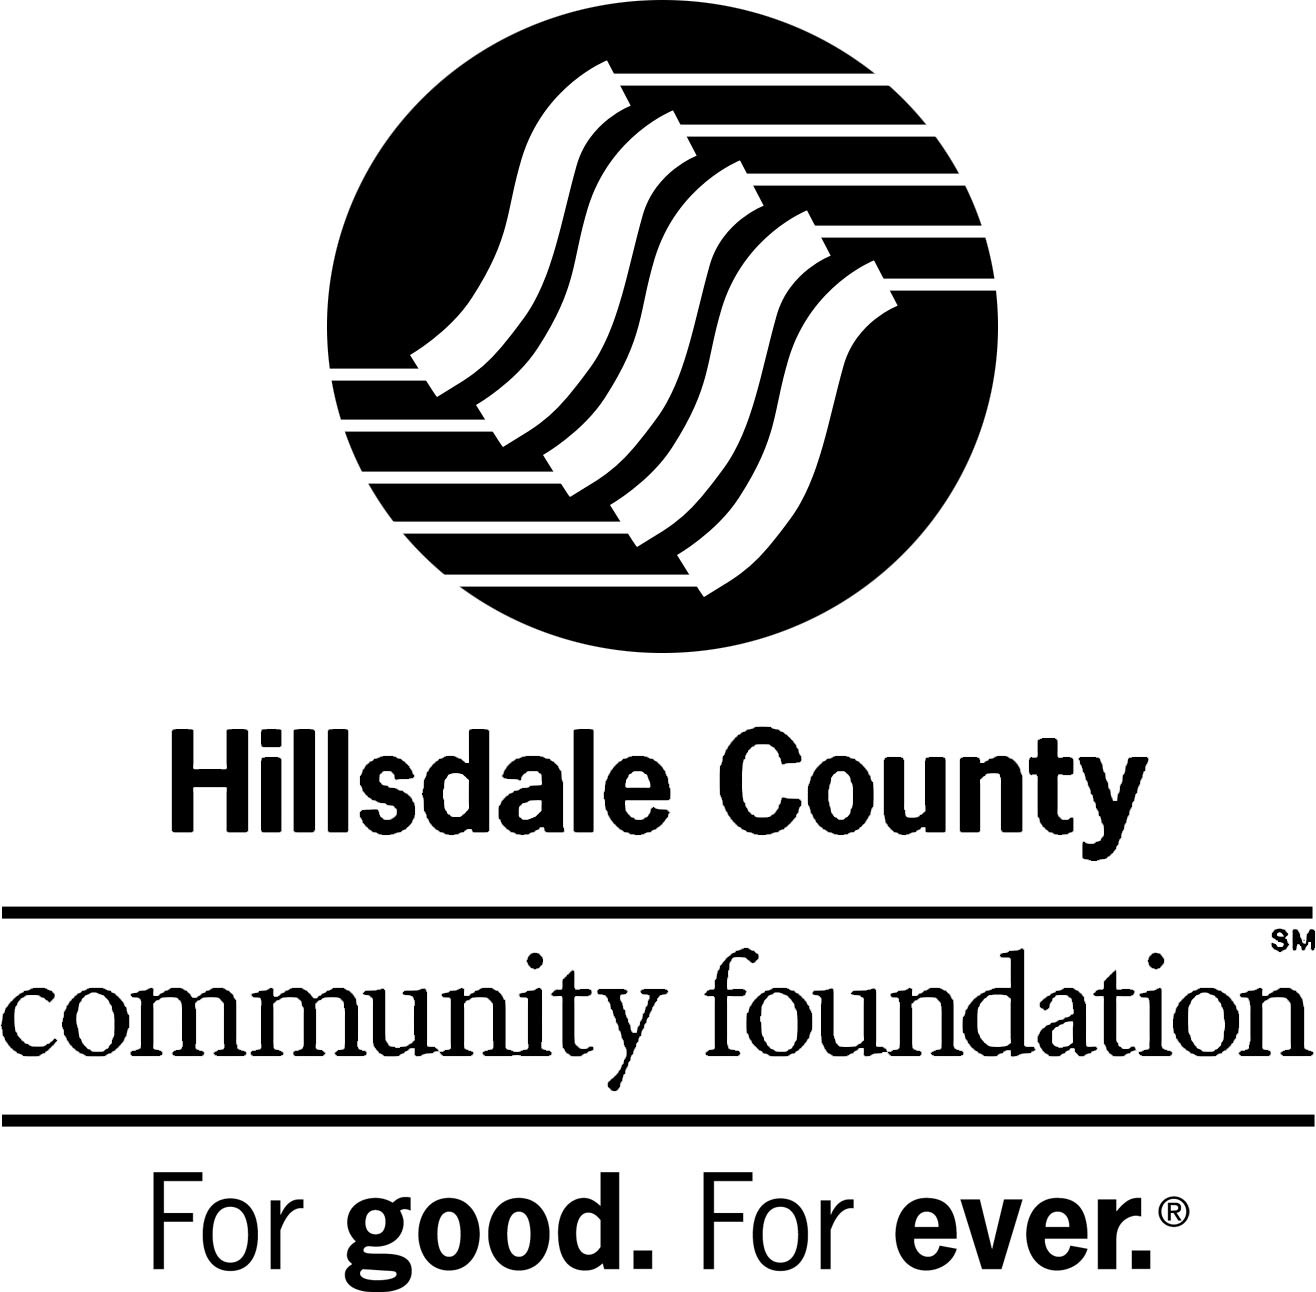 Hillsdale County
community foundation℠
For good. For ever.®